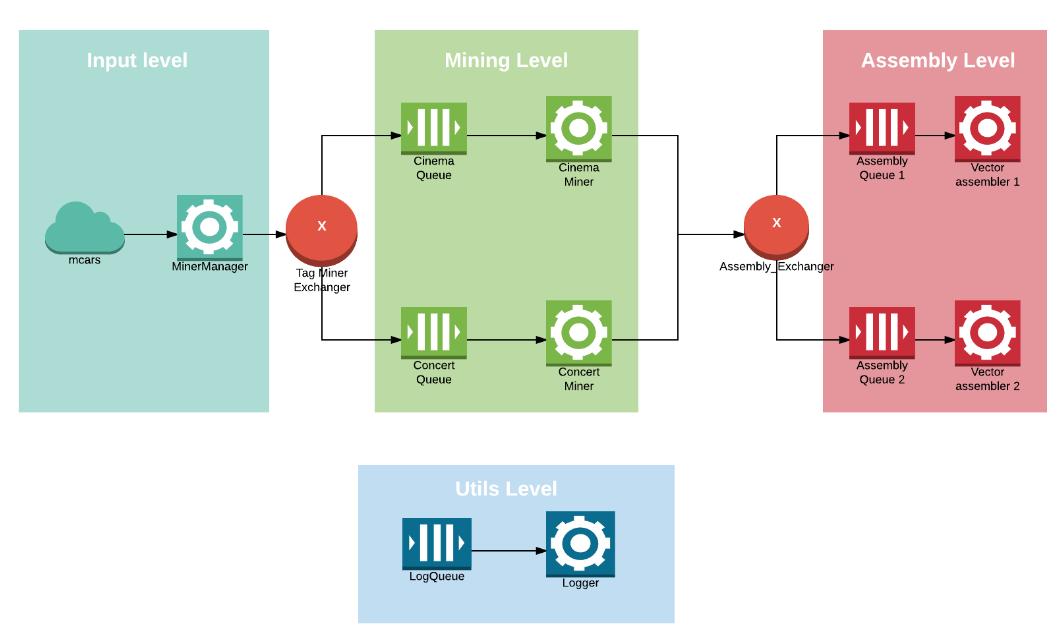 Input level
Mining Level
Assembly Level
mcars
MinerManager
X
Tag Miner
Exchanger
Cinema
Queue
Cinema
Miner
Concert
Queue
Concert
Miner
X
Assembly_Exchanger
Assembly
Queue 1
Vector
assembler 1
Assembly
Queue 2
Vector
assembler 2
Utils Level
LogQueue
Logger